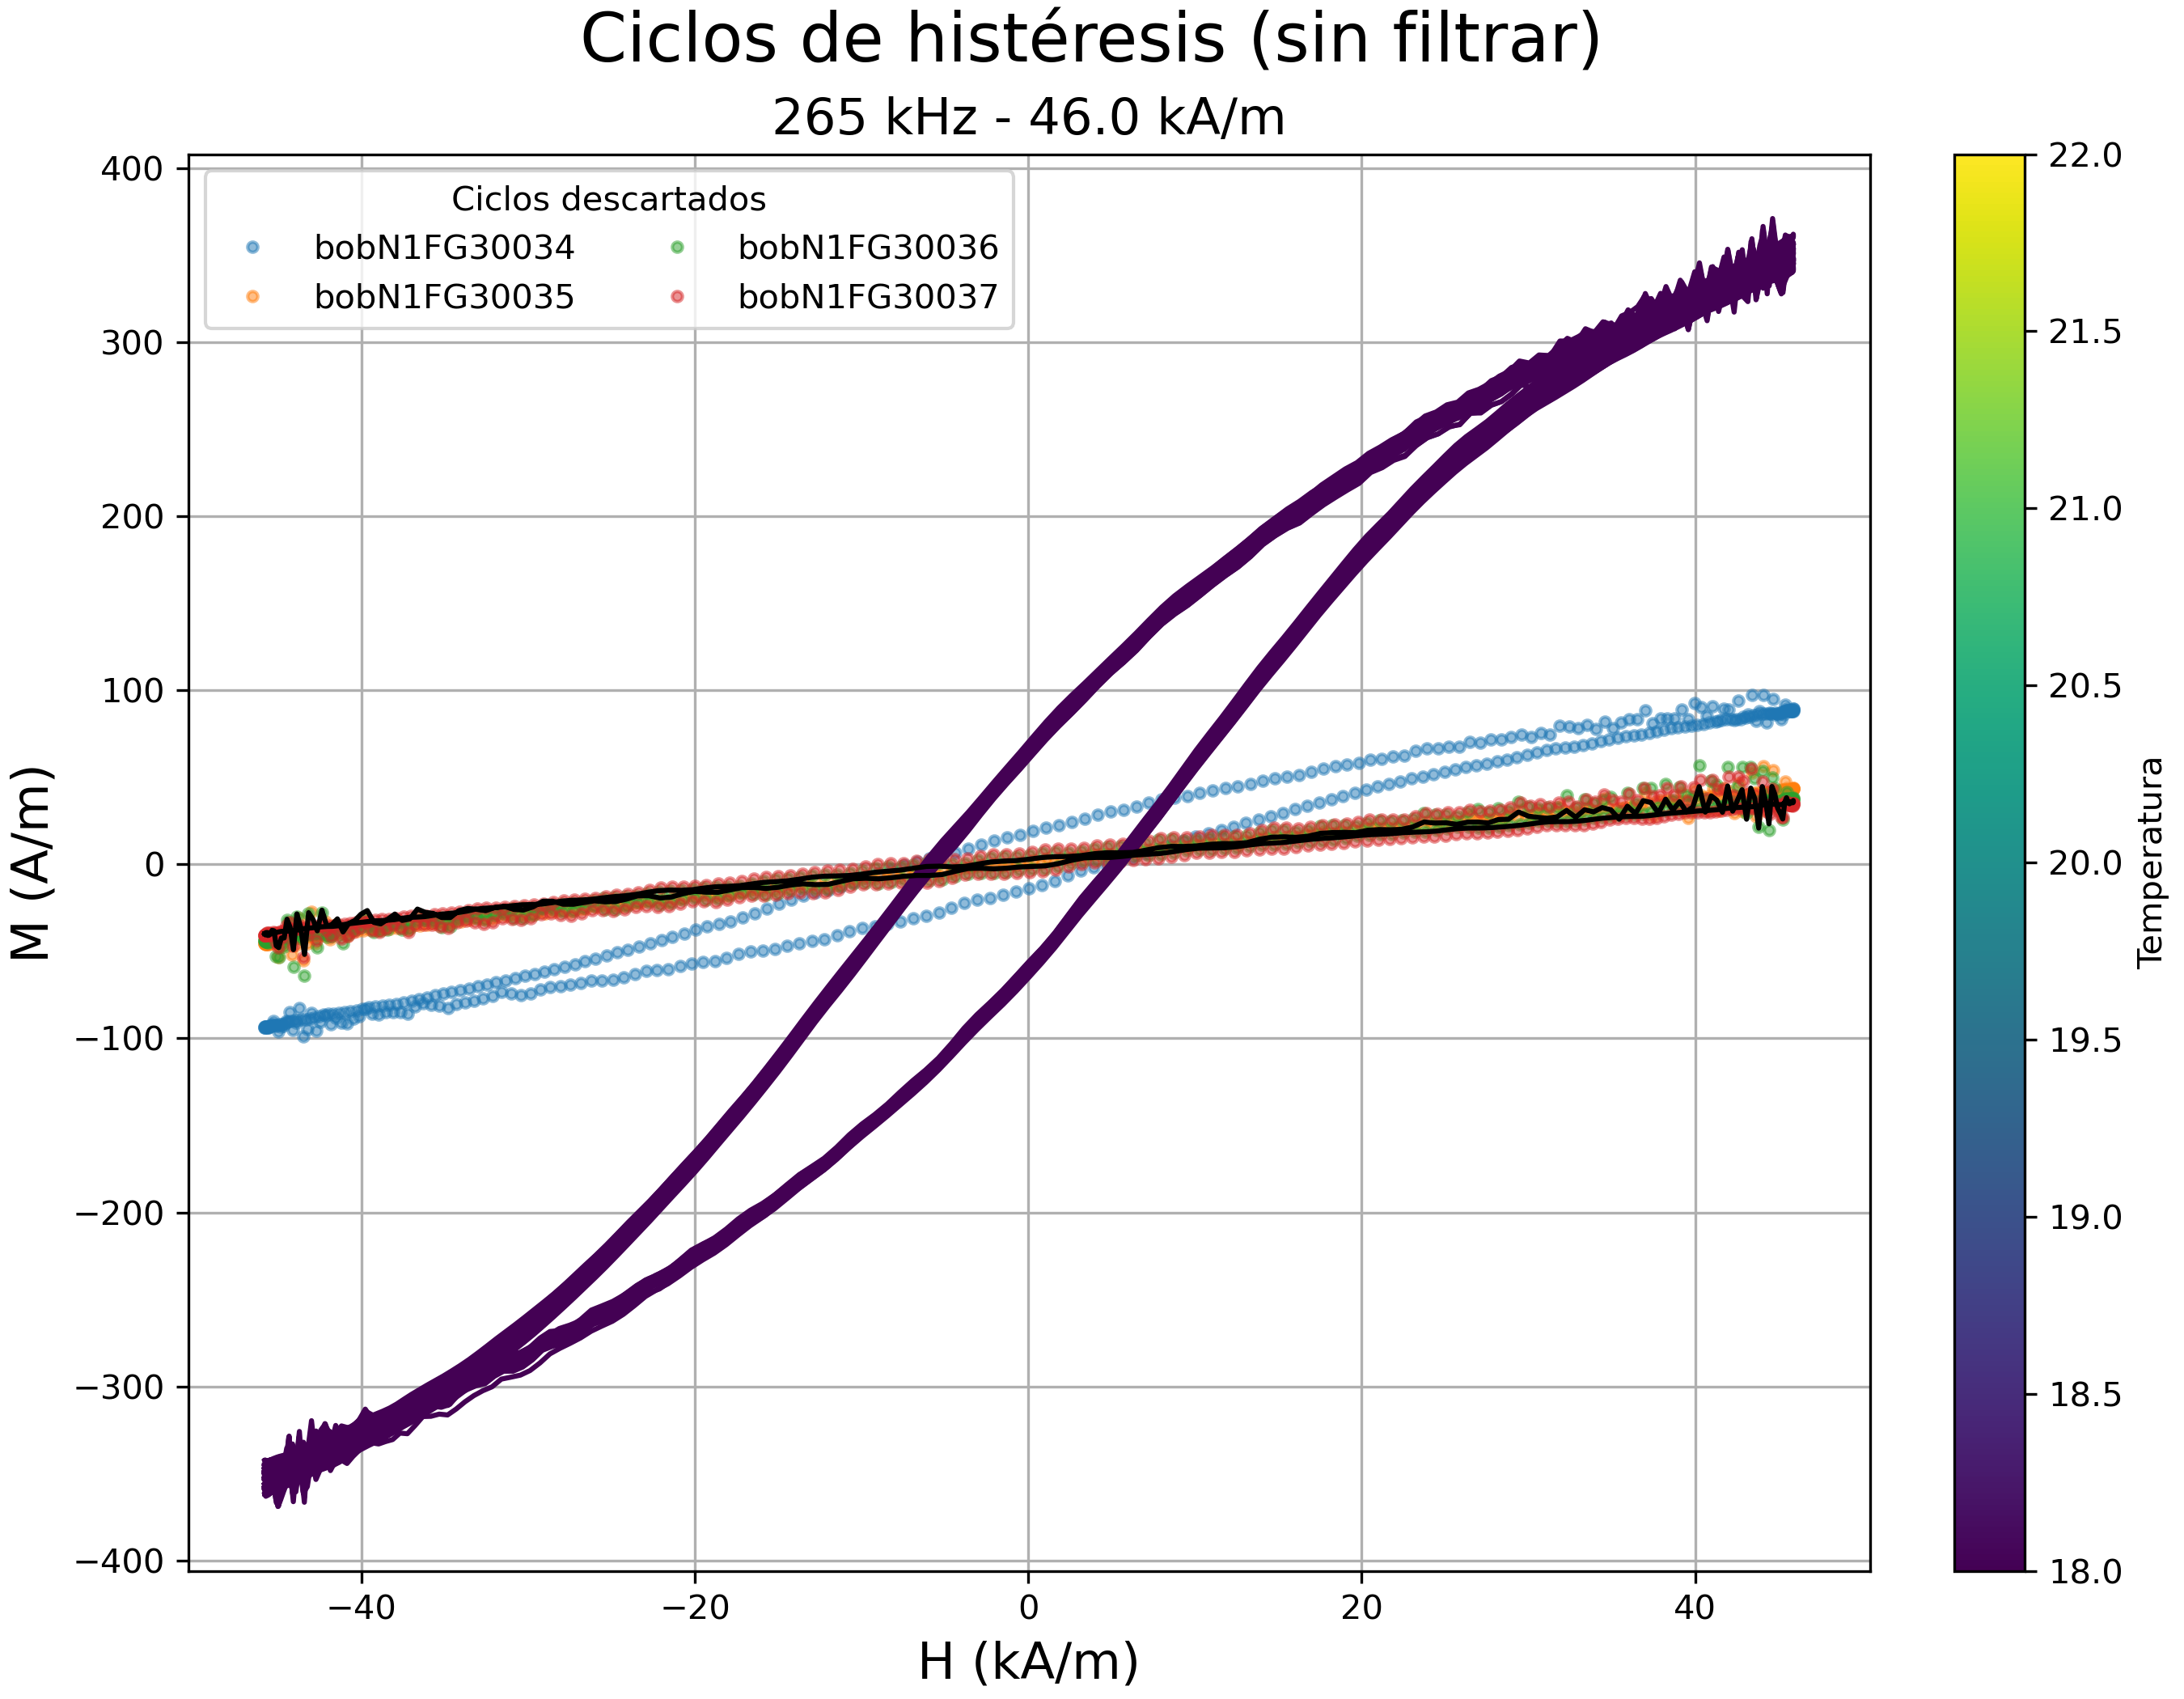 Ciclos de histéresis (sin filtrar)
265 kHz - 46.0 kA/m
Ciclos descartados
bobN1FG30034
bobN1FG30035
bobN1FG30036
bobN1FG30037
400
300
200
100
0
−100
−200
−300
−400
M (A/m)
−40
−20
0
20
40
H (kA/m)
22.0
21.5
21.0
20.5
20.0
19.5
19.0
18.5
18.0
Temperatura